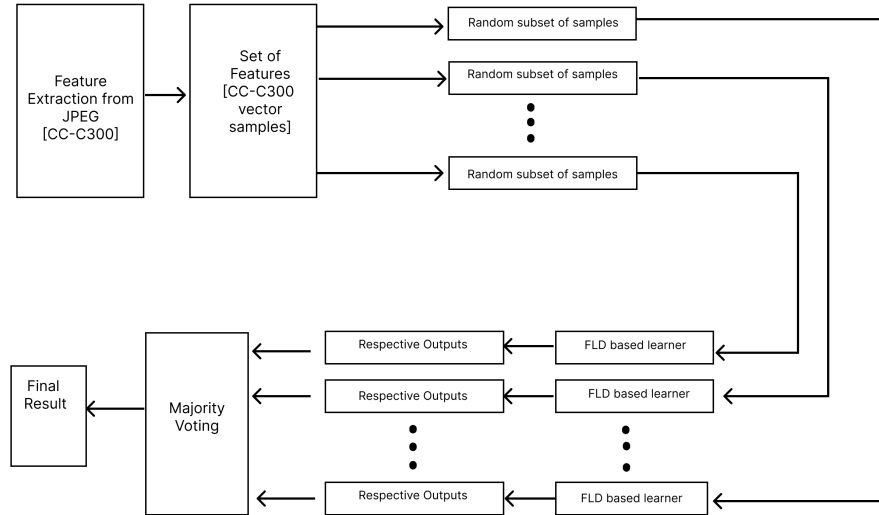 Feature
Extraction from
JPEG
[CC-C300]
Set of
Features
[CC-C300
vector
samples]
Random subset of samples
Random subset of samples
Random subset of samples
Respective Outputs
FLD based learner
Respective Outputs
FLD based learner
Respective Outputs
FLD based learner
Majority
Voting
Final
Result